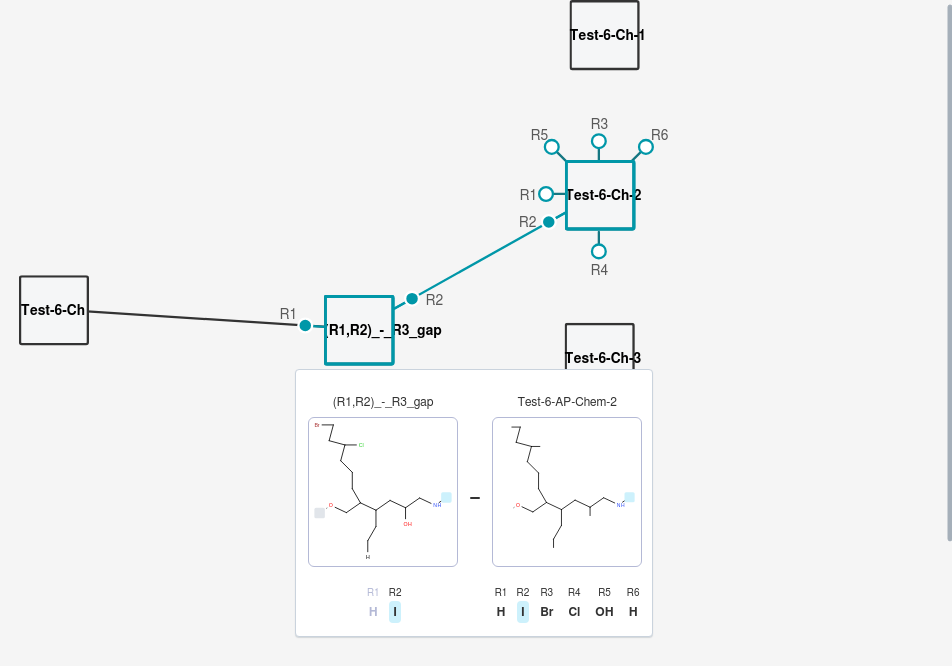 Test-6-Ch-1
R5
R3
R6
R1
Test-6-Ch-2
R2
R4
Test-6-Ch
R1
(R1,R2)_-_R3_gap
R2
Test-6-Ch-3
(R1,R2)_-_R3_gap
Test-6-AP-Chem-2
Br
Cl
O
NH
OH
H
–
O
NH
R1 R2
H I
R1 R2 R3 R4 R5 R6
H I Br Cl OH H